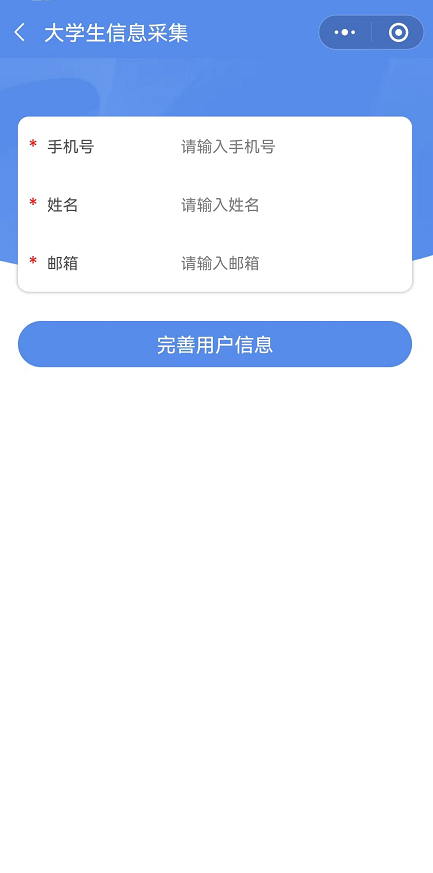 大学生信息采集
* 手机号 请输入手机号
* 姓名 请输入姓名
* 邮箱 请输入邮箱
完善用户信息